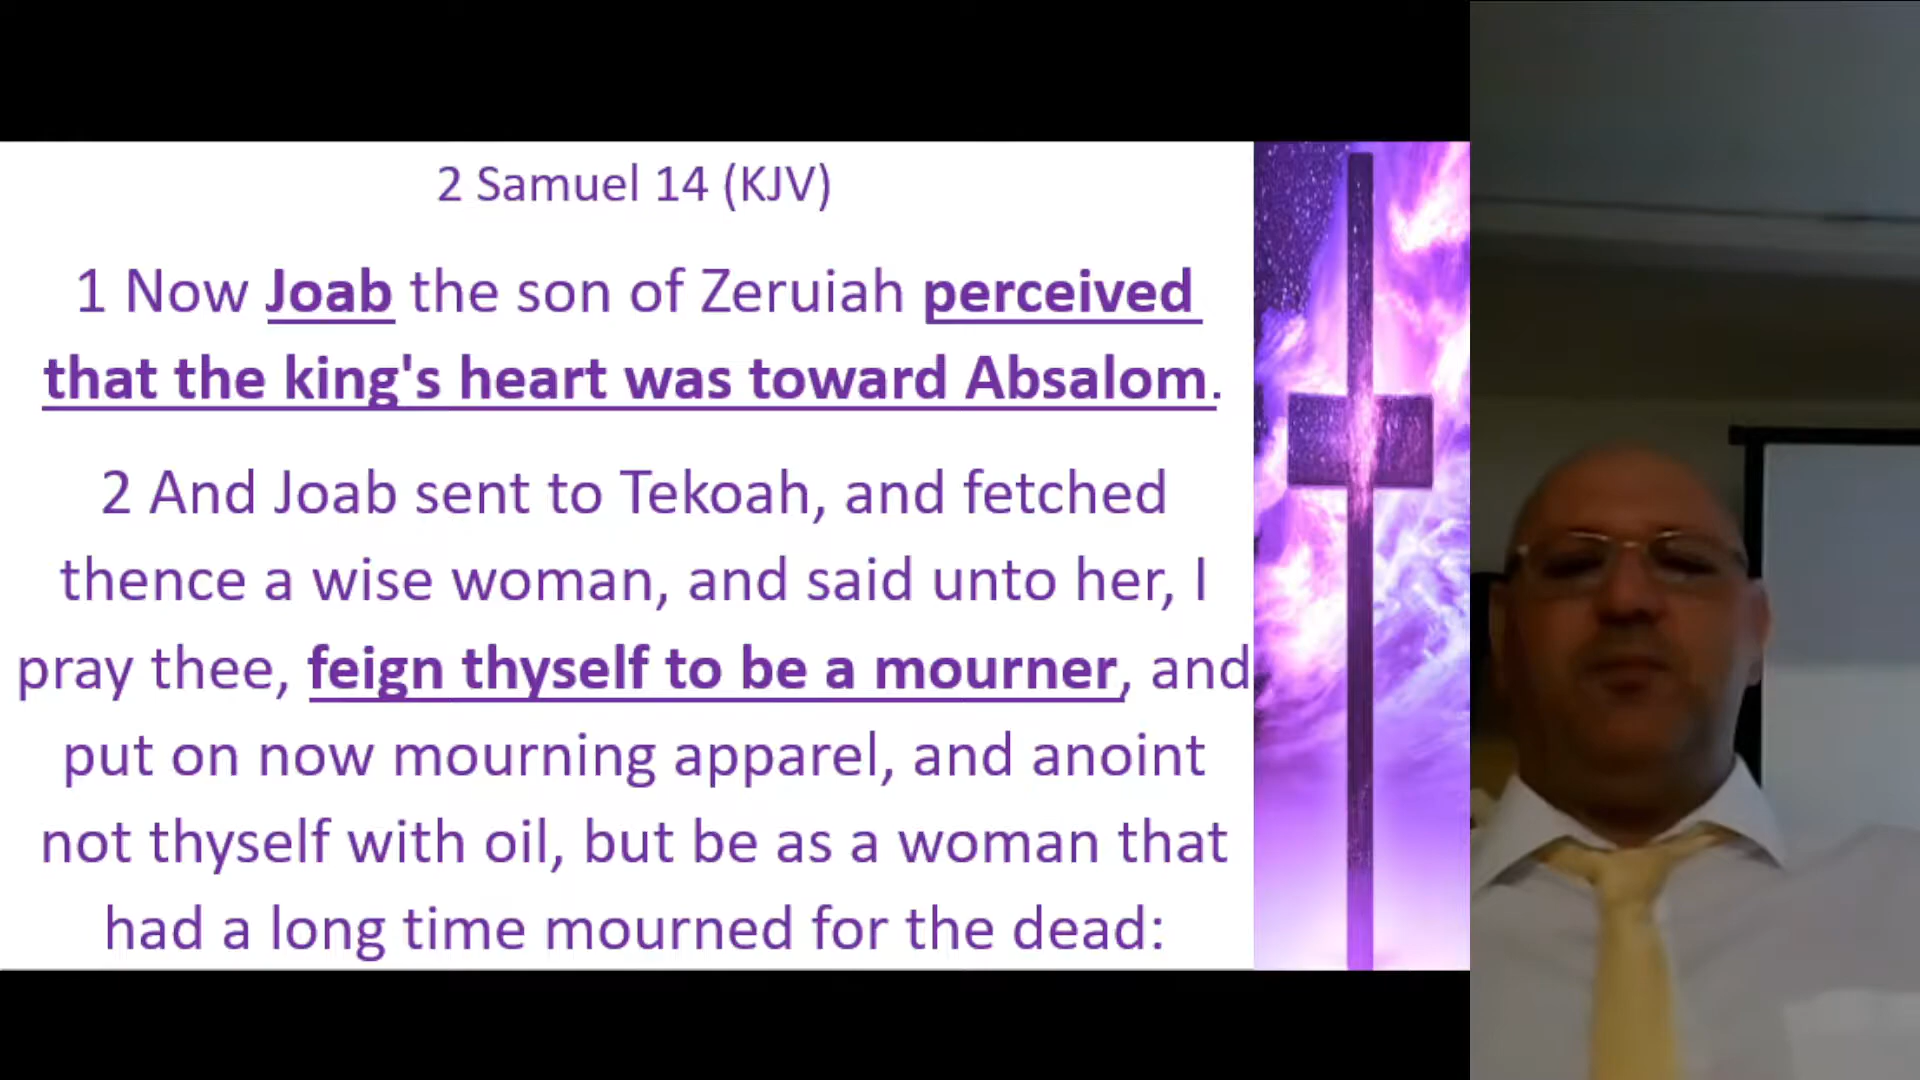 2 Samuel 14 (KJV)
1 Now Joab the son of Zeruiah perceived
that the king's heart was toward Absalom.
2 And Joab sent to Tekoah, and fetched
thence a wise woman, and said unto her, I
pray thee, feign thyself to be a mourner, and
put on now mourning apparel, and anoint
not thyself with oil, but be as a woman that
had a long time mourned for the dead: